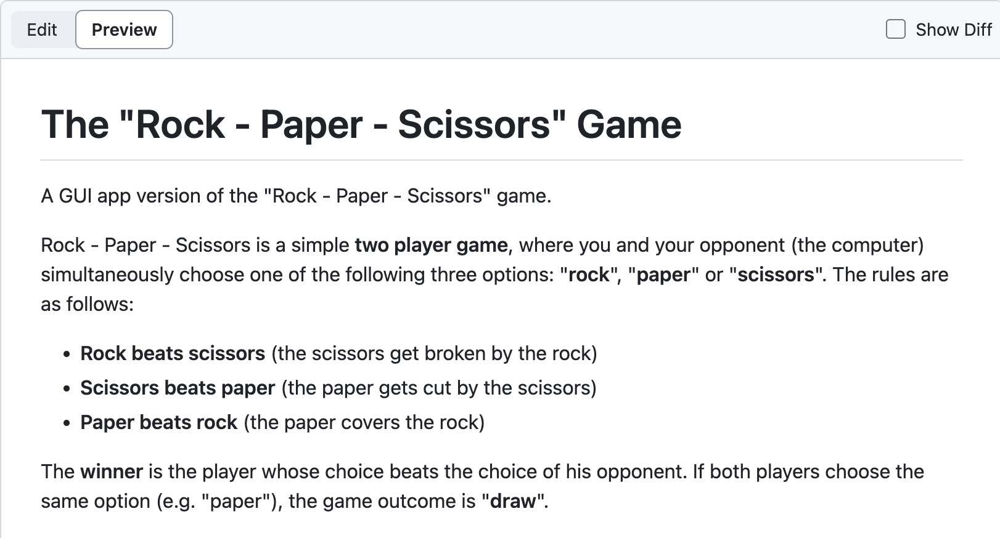 Edit
Preview
Show Diff
The "Rock - Paper - Scissors" Game
A GUI app version of the "Rock - Paper - Scissors" game.
Rock - Paper - Scissors is a simple two player game, where you and your opponent (the computer)
simultaneously choose one of the following three options: "rock", "paper" or "scissors". The rules are
as follows:
• Rock beats scissors (the scissors get broken by the rock)
• Scissors beats paper (the paper gets cut by the scissors)
• Paper beats rock (the paper covers the rock)
The winner is the player whose choice beats the choice of his opponent. If both players choose the
same option (e.g. "paper"), the game outcome is "draw".